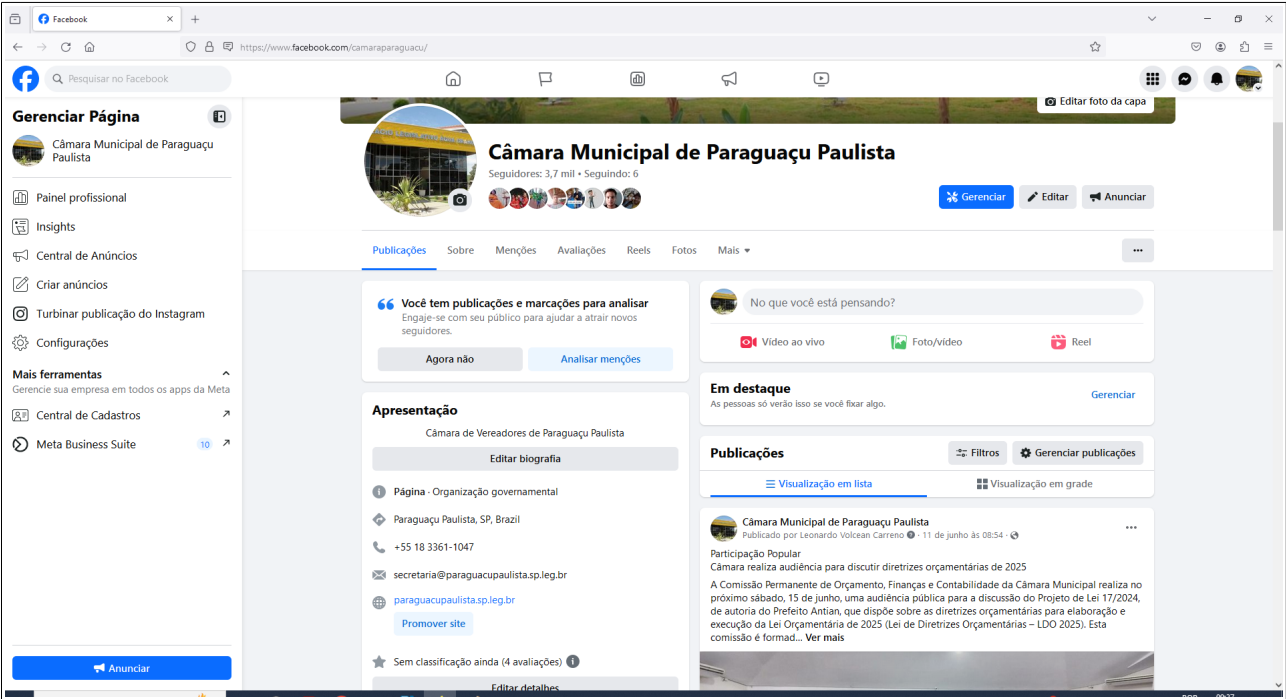 Facebook
https://www.facebook.com/camaraparaguacu/
Pesquisar no Facebook
Gerenciar Página
Câmara Municipal de Paraguaçu
Paulista
Painel profissional
Insights
Central de Anúncios
Criar anúncios
Turbinar publicação do Instagram
Configurações
Mais ferramentas
Gerencie sua empresa em todos os apps da Meta
Central de Cadastros
Meta Business Suite 10
Anunciar
Editar foto da capa
Câmara Municipal de Paraguaçu Paulista
Seguidores: 3,7 mil • Seguindo: 6
Gerenciar Editar Anunciar
Publicações Sobre Menções Avaliações Reels Fotos Mais
Você tem publicações e marcações para analisar
Engaje-se com seu público para ajudar a atrair novos
seguidores.
Agora não Analisar menções
Apresentação
Câmara de Vereadores de Paraguaçu Paulista
Editar biografia
Página · Organização governamental
Paraguaçu Paulista, SP, Brazil
+55 18 3361-1047
secretaria@paraguacupaulista.sp.leg.br
paraguacupaulista.sp.leg.br
Promover site
Sem classificação ainda (4 avaliações)
Editar detalhes
No que você está pensando?
Vídeo ao vivo Foto/vídeo Reel
Em destaque
As pessoas só verão isso se você fixar algo.
Gerenciar
Publicações Filtros Gerenciar publicações
Visualização em lista Visualização em grade
Câmara Municipal de Paraguaçu Paulista
Publicado por Leonardo Volcean Carreno · 11 de junho às 08:54 ·
Participação Popular
Câmara realiza audiência para discutir diretrizes orçamentárias de 2025
A Comissão Permanente de Orçamento, Finanças e Contabilidade da Câmara Municipal realiza no
próximo sábado, 15 de junho, uma audiência pública para a discussão do Projeto de Lei 17/2024,
de autoria do Prefeito Antian, que dispõe sobre as diretrizes orçamentárias para elaboração e
execução da Lei Orçamentária de 2025 (Lei de Diretrizes Orçamentárias – LDO 2025). Esta
comissão é formad... Ver mais